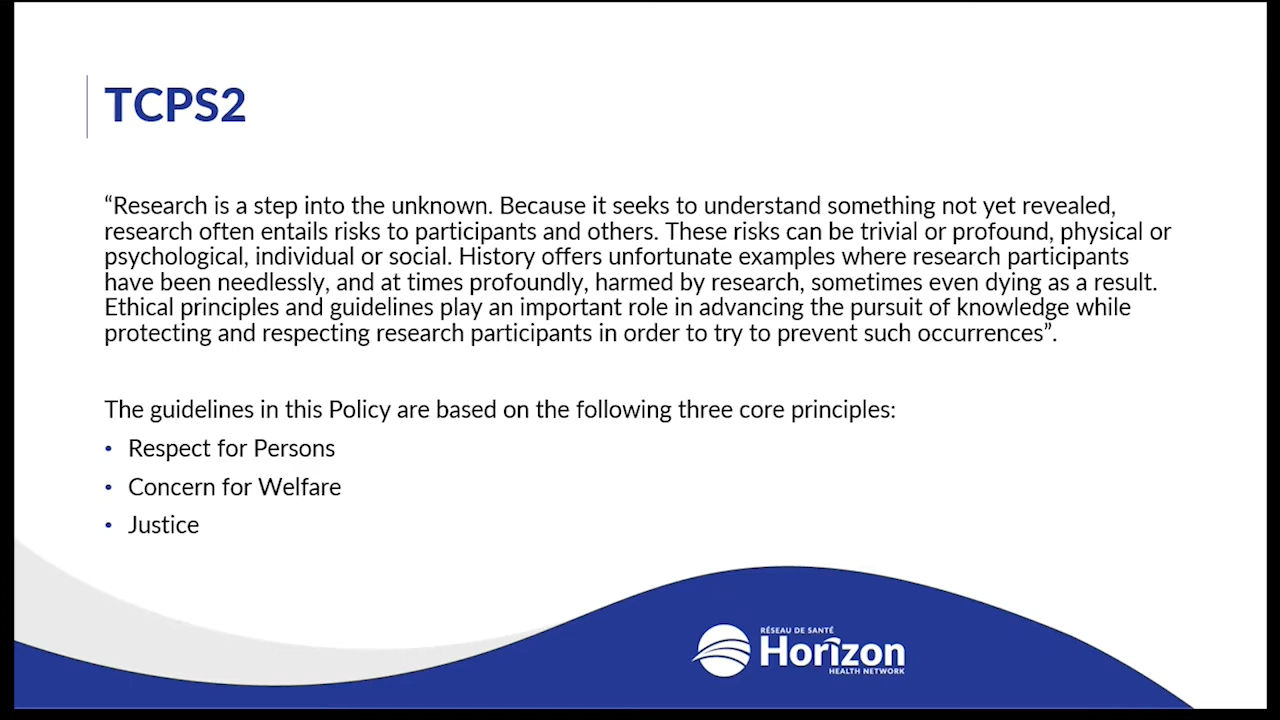 TCPS2
“Research is a step into the unknown. Because it seeks to understand something not yet revealed,
research often entails risks to participants and others. These risks can be trivial or profound, physical or
psychological, individual or social. History offers unfortunate examples where research participants
have been needlessly, and at times profoundly, harmed by research, sometimes even dying as a result.
Ethical principles and guidelines play an important role in advancing the pursuit of knowledge while
protecting and respecting research participants in order to try to prevent such occurrences”.
The guidelines in this Policy are based on the following three core principles:
• Respect for Persons
• Concern for Welfare
• Justice
RÉSEAU DE SANTÉ
Horizon
HEALTH NETWORK